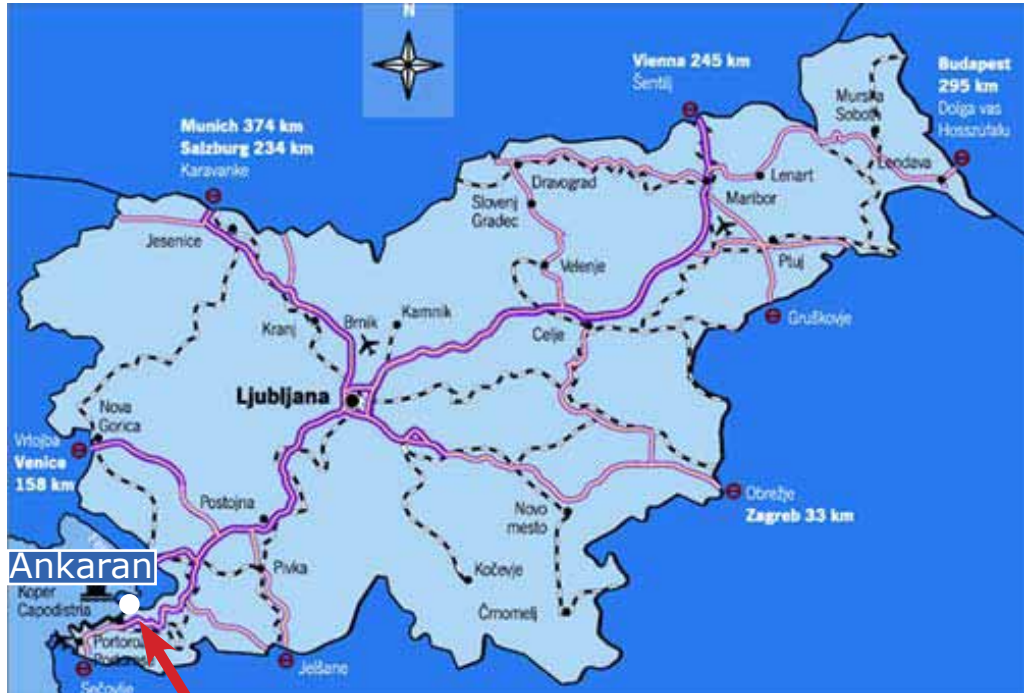 N
Vienna 245 km
Šentilj
Budapest
295 km
Dolga vas
Hosszufalu
Murska
Sobota
Munich 374 km
Salzburg 234 km
Karavanke
Lendava
Lenart
Dravograd
Maribor
Slovenj
Gradec
Jesenice
Ptuj
Velenje
Kamnik
Brnik
Kranj
Celje
Gruškovje
Ljubljana
Nova
Gorica
Vrtojba
Venice
158 km
Postojna
Novo
mesto
Obrežje
Zagreb 33 km
Ankaran
Pivka
Kočevje
Koper
Capodistria
Črnomelj
Jelšane
Sečovlje